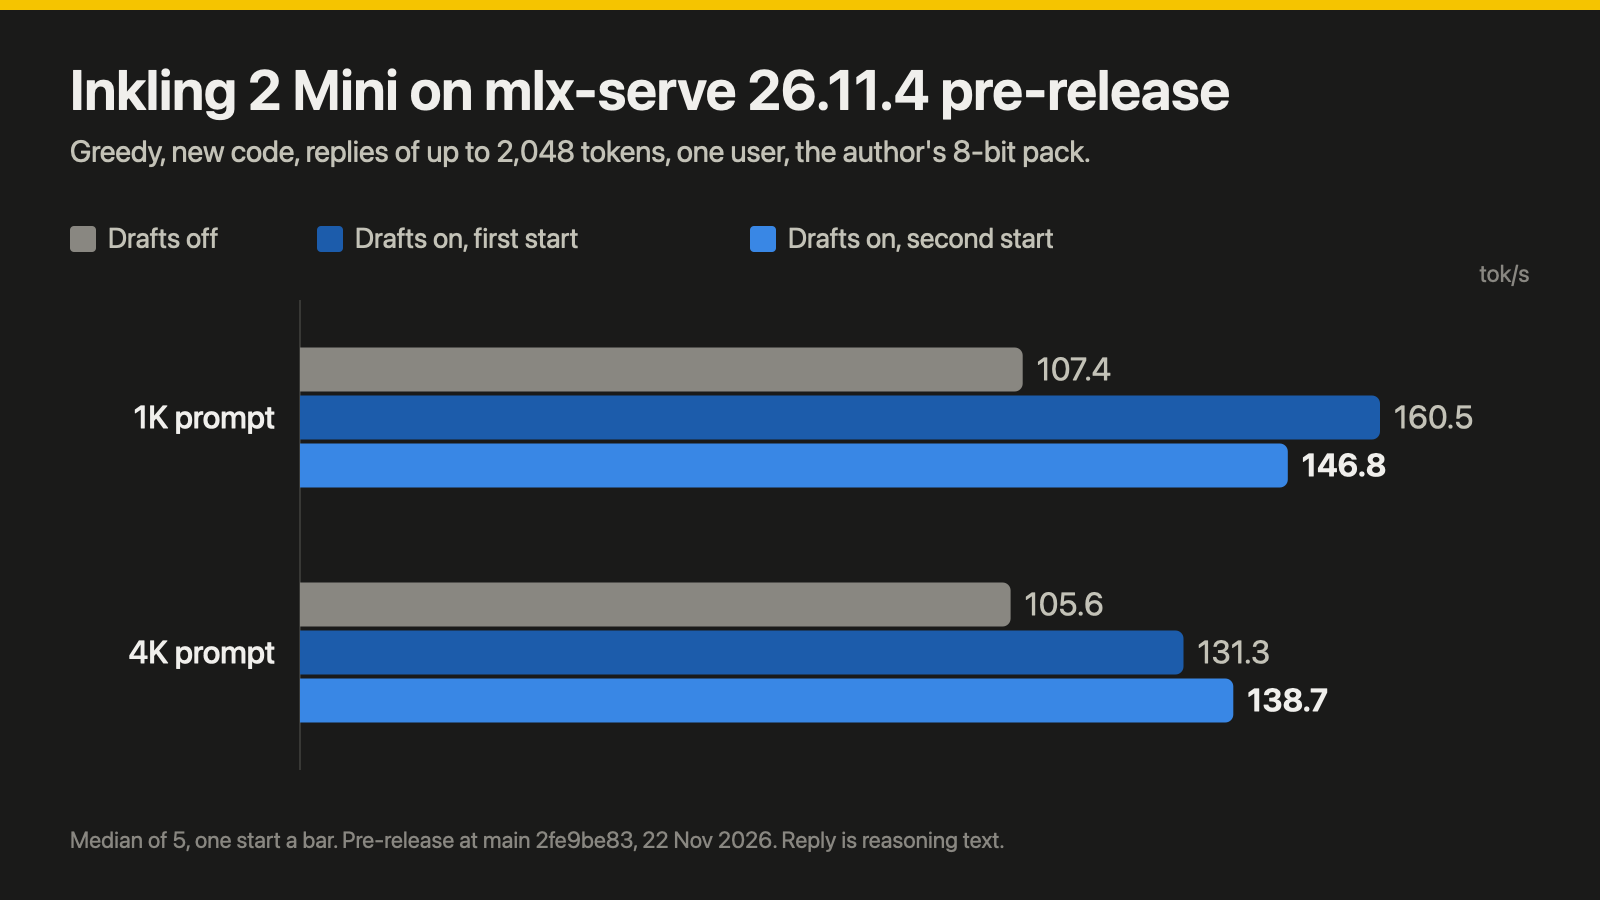 Inkling 2 Mini on mlx-serve 26.11.4 pre-release
Greedy, new code, replies of up to 2,048 tokens, one user, the author's 8-bit pack.
Drafts off
Drafts on, first start
Drafts on, second start
tok/s
107.4
1K prompt
160.5
146.8
105.6
4K prompt
131.3
138.7
Median of 5, one start a bar. Pre-release at main 2fe9be83, 22 Nov 2026. Reply is reasoning text.